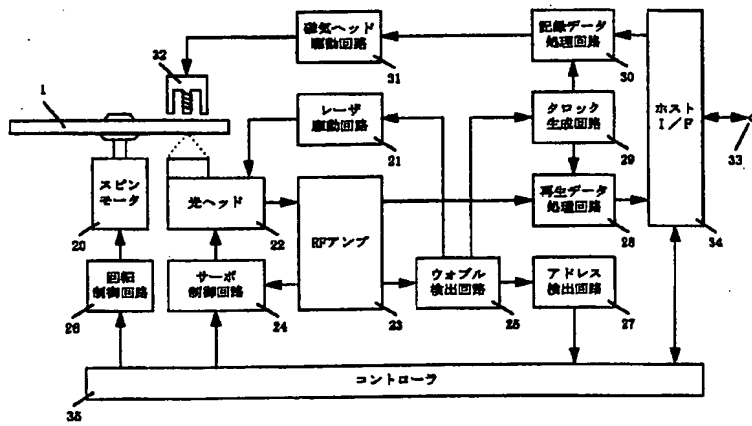 32
磁気ヘッド
駆動回路
31
記録データ
処理回路
30
1
レーザ
駆動回路
21
クロック
生成回路
29
ホスト
I/F
33
34
スピン
モータ
20
光ヘッド
22
RFアンプ
23
再生データ
処理回路
28
回転
制御回路
26
サーボ
制御回路
24
ウォブル
検出回路
25
アドレス
検出回路
27
コントローラ
35